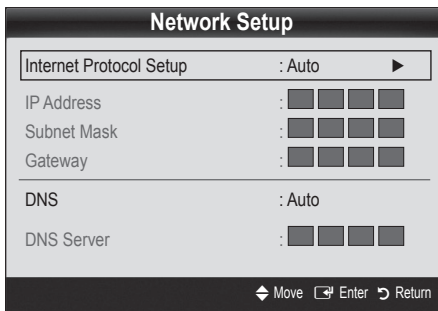 Network Setup
Internet Protocol Setup : Auto ►
IP Address :
Subnet Mask :
Gateway :
DNS : Auto
DNS Server :
Move Enter Return